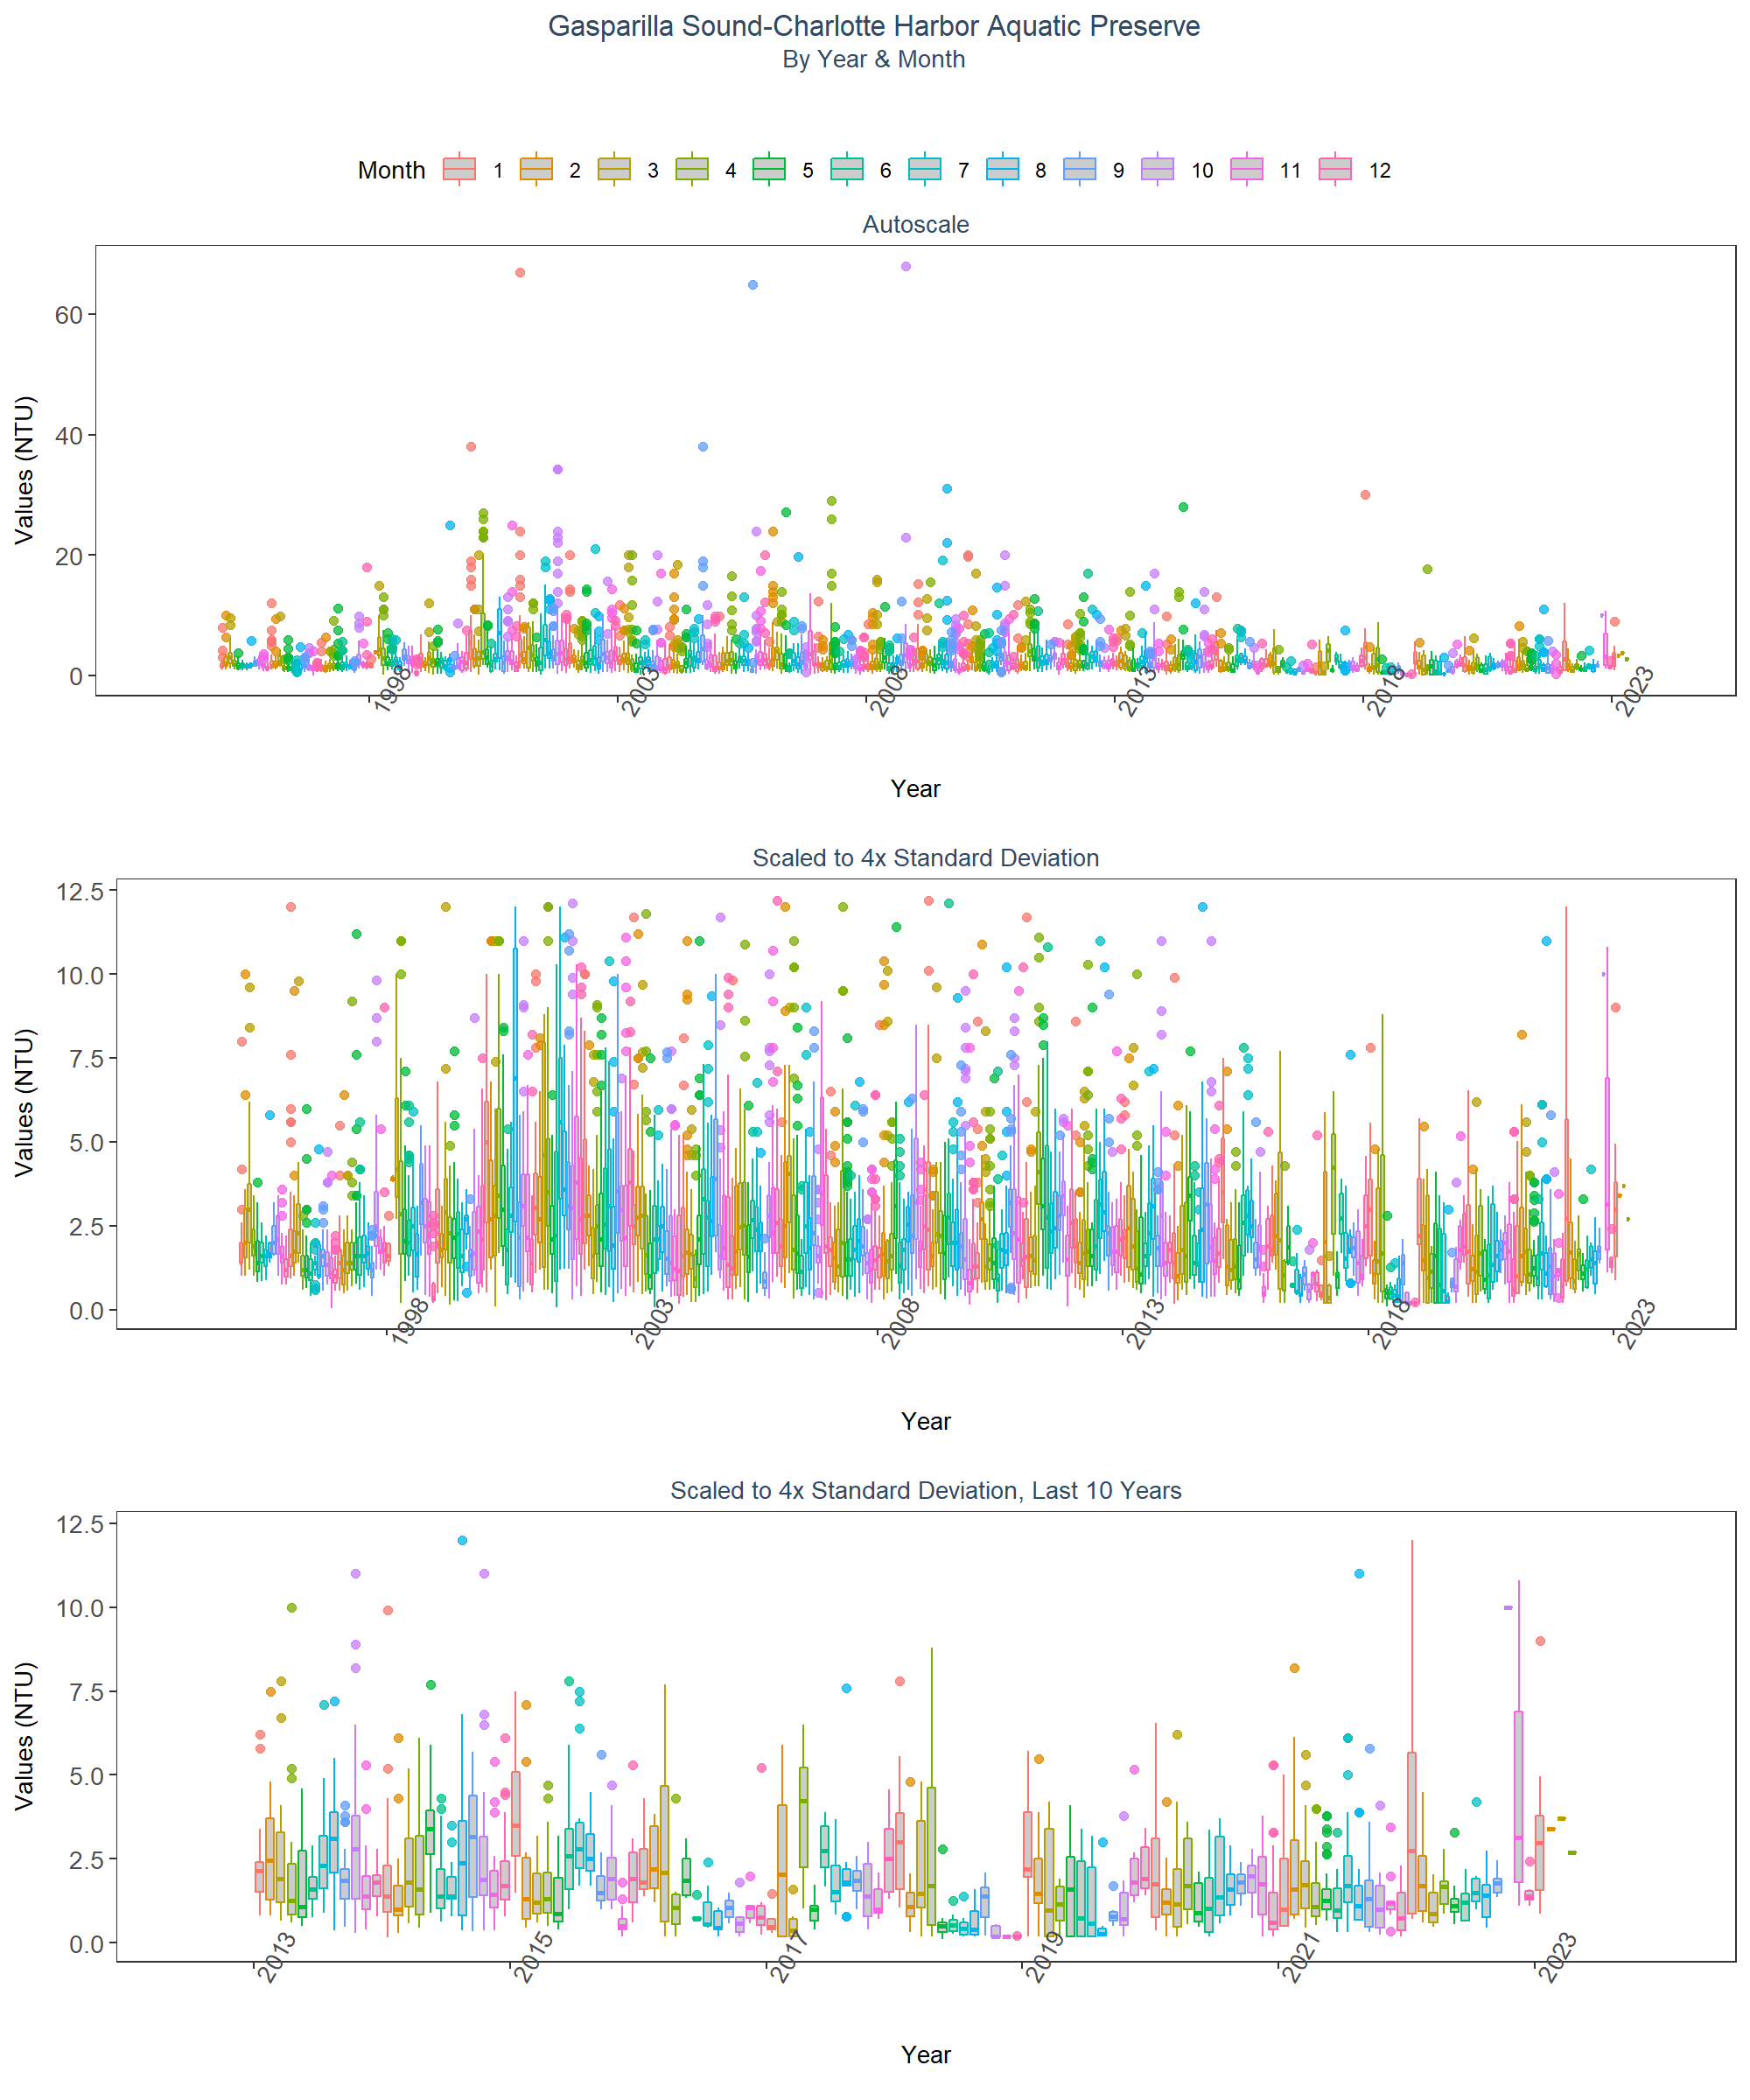 Gasparilla Sound-Charlotte Harbor Aquatic Preserve
By Year & Month
Month 1 2 3 4 5 6 7 8 9 10 11 12
Autoscale
Values (NTU)
60
40
20
0
1998 2003 2008 2013 2018 2023
Year
Scaled to 4x Standard Deviation
Values (NTU)
12.5
10.0
7.5
5.0
2.5
0.0
1998 2003 2008 2013 2018 2023
Year
Scaled to 4x Standard Deviation, Last 10 Years
Values (NTU)
12.5
10.0
7.5
5.0
2.5
0.0
2013 2015 2017 2019 2021 2023
Year